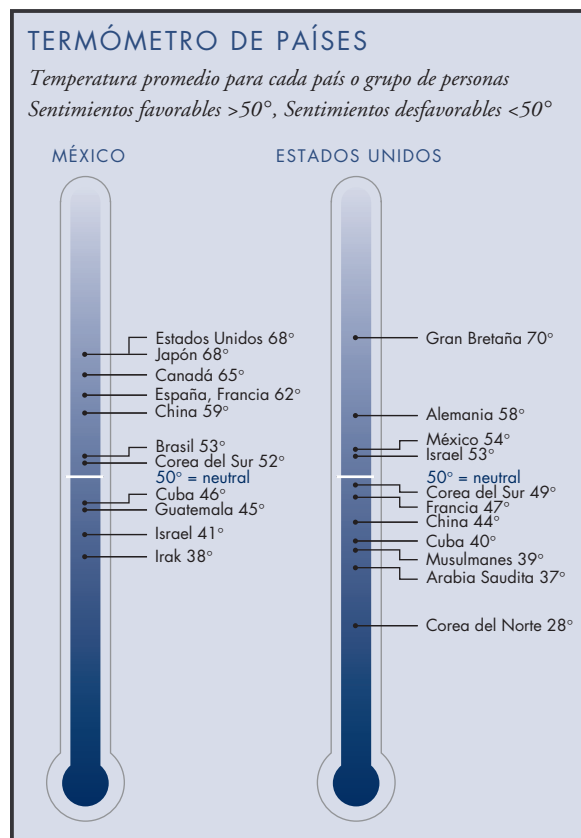 TERMÓMETRO DE PAÍSES
Temperatura promedio para cada país o grupo de personas
Sentimientos favorables >50°, Sentimientos desfavorables <50°
MÉXICO
Estados Unidos 68°
Japón 68°
Canadá 65°
España, Francia 62°
China 59°
Brasil 53°
Corea del Sur 52°
50° = neutral
Cuba 46°
Guatemala 45°
Israel 41°
Irak 38°
ESTADOS UNIDOS
Gran Bretaña 70°
Alemania 58°
México 54°
Israel 53°
50° = neutral
Corea del Sur 49°
Francia 47°
China 44°
Cuba 40°
Musulmanes 39°
Arabia Saudita 37°
Corea del Norte 28°